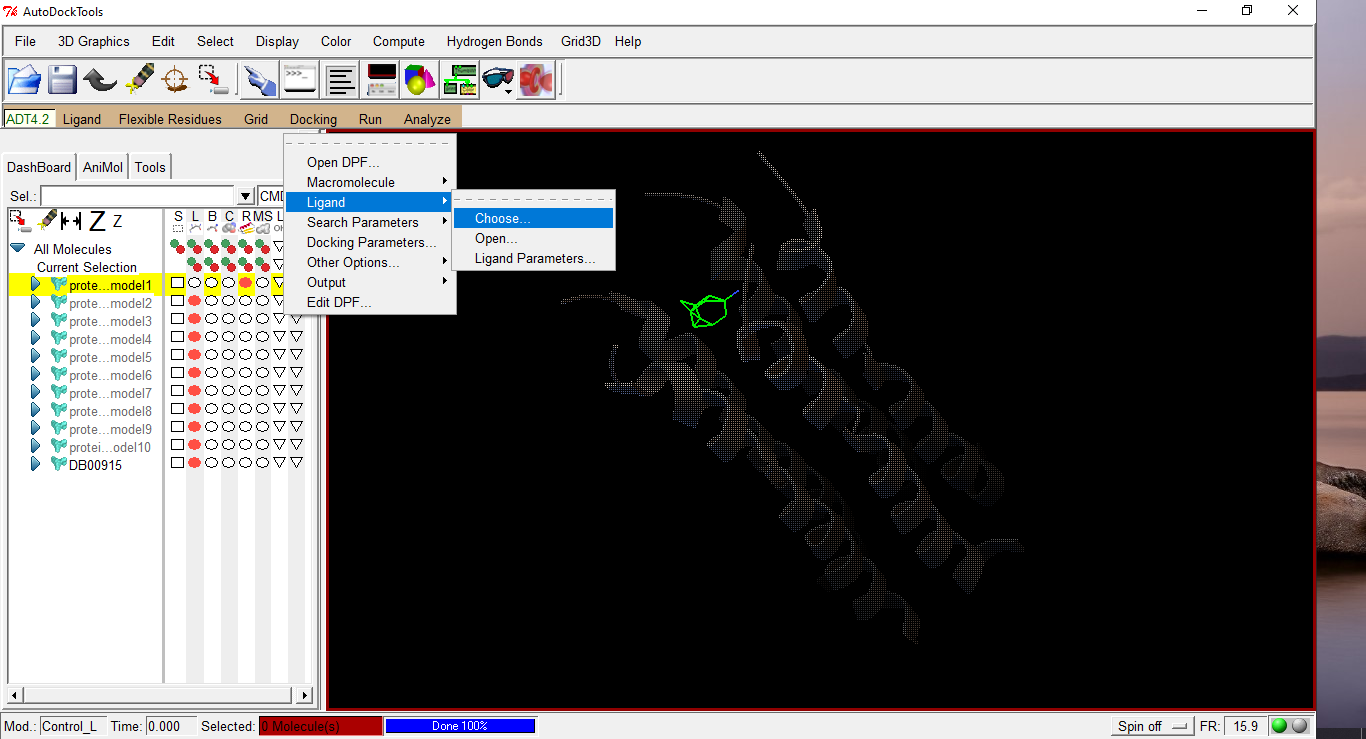 AutoDockTools
File 3D Graphics Edit Select Display Color Compute Hydrogen Bonds Grid3D Help
>>>_
ADT4.2 Ligand Flexible Residues Grid Docking Run Analyze
DashBoard AniMol Tools
Sel.: CMD
S L B C R MS L
Z Z
All Molecules
Current Selection
prote...model1
prote...model2
prote...model3
prote...model4
prote...model5
prote...model6
prote...model7
prote...model8
prote...model9
protei...odel10
DB00915
Open DPF...
Macromolecule
Ligand
Search Parameters
Docking Parameters...
Other Options...
Output
Edit DPF...
Choose...
Open...
Ligand Parameters...
Mod.: Control_L Time: 0.000 Selected: 0 Molecule(s) Done 100% Spin off FR: 15.9